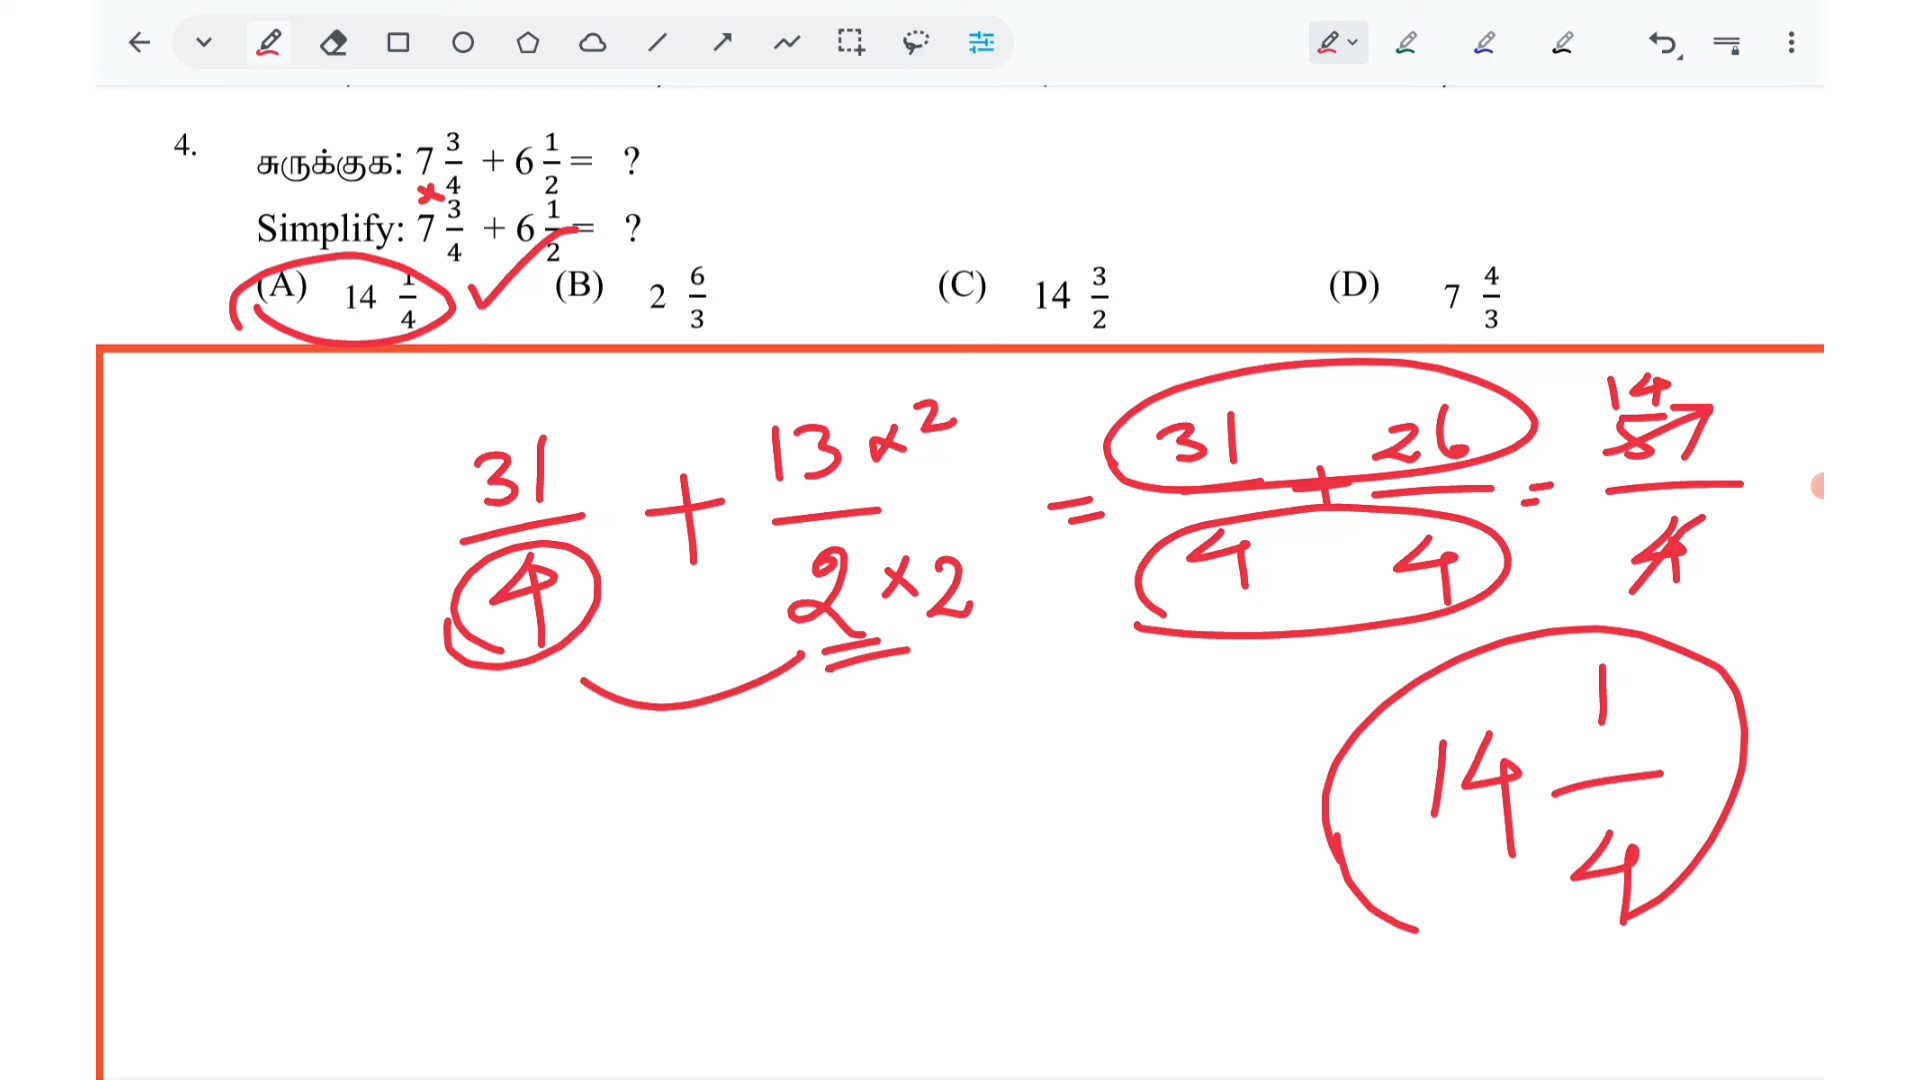 4.
சுருக்குக: 7 3/4 + 6 1/2 = ?
Simplify: 7 3/4 + 6 1/2 = ?
(A) 14 1/4 (B) 2 6/3 (C) 14 3/2 (D) 7 4/3
31/4 + 13×2/2×2 = 31/4 + 26/4 = 57/4
14
14 1/4